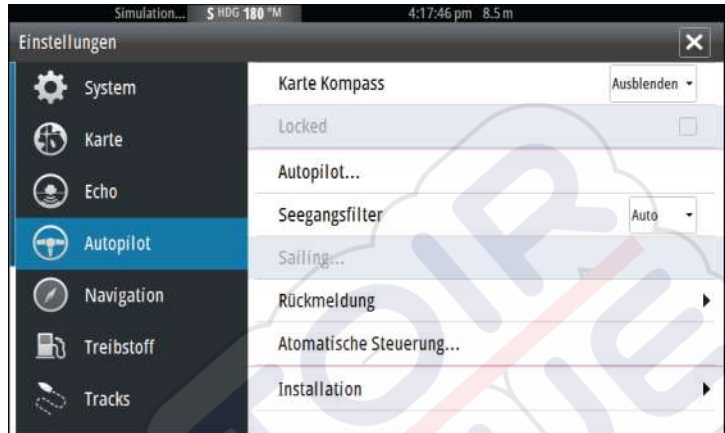 Simulation... S HDG 180 °M 4:17:46 pm 8.5 m
Einstellungen
System
Karte
Echo
Autopilot
Navigation
Treibstoff
Tracks
Karte Kompass Ausblenden
Locked
Autopilot...
Seegangsfilter Auto
Sailing...
Rückmeldung
Atomatische Steuerung...
Installation